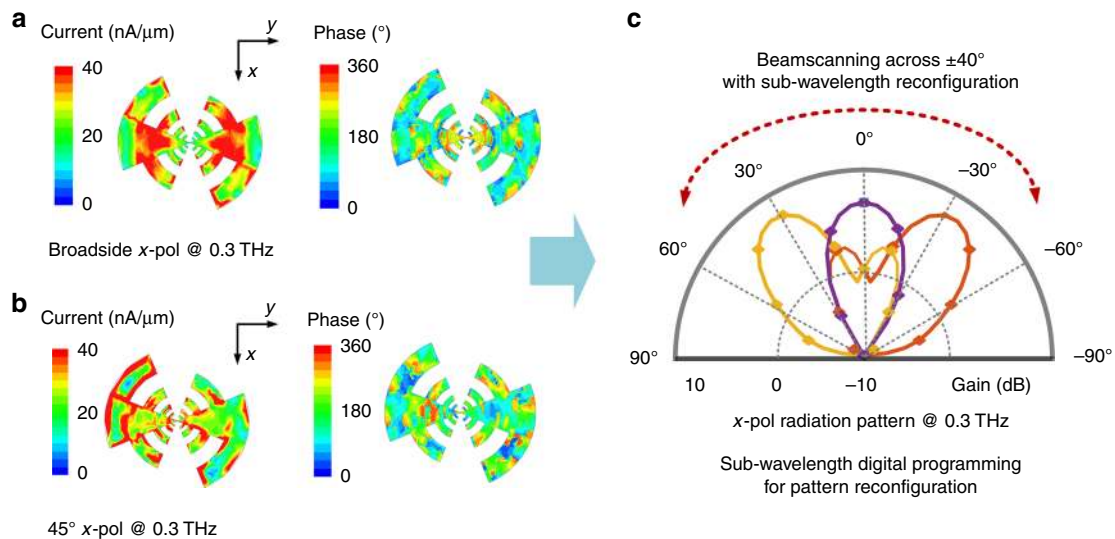 a
Current (nA/μm)
40
20
0
y
x
Phase (°)
360
180
0
Broadside x-pol @ 0.3 THz
b
Current (nA/μm)
40
20
0
y
x
Phase (°)
360
180
0
45° x-pol @ 0.3 THz
c
Beamscanning across ±40°
with sub-wavelength reconfiguration
0°
30°
–30°
60°
–60°
90°
–90°
10
0
–10
Gain (dB)
x-pol radiation pattern @ 0.3 THz
Sub-wavelength digital programming
for pattern reconfiguration